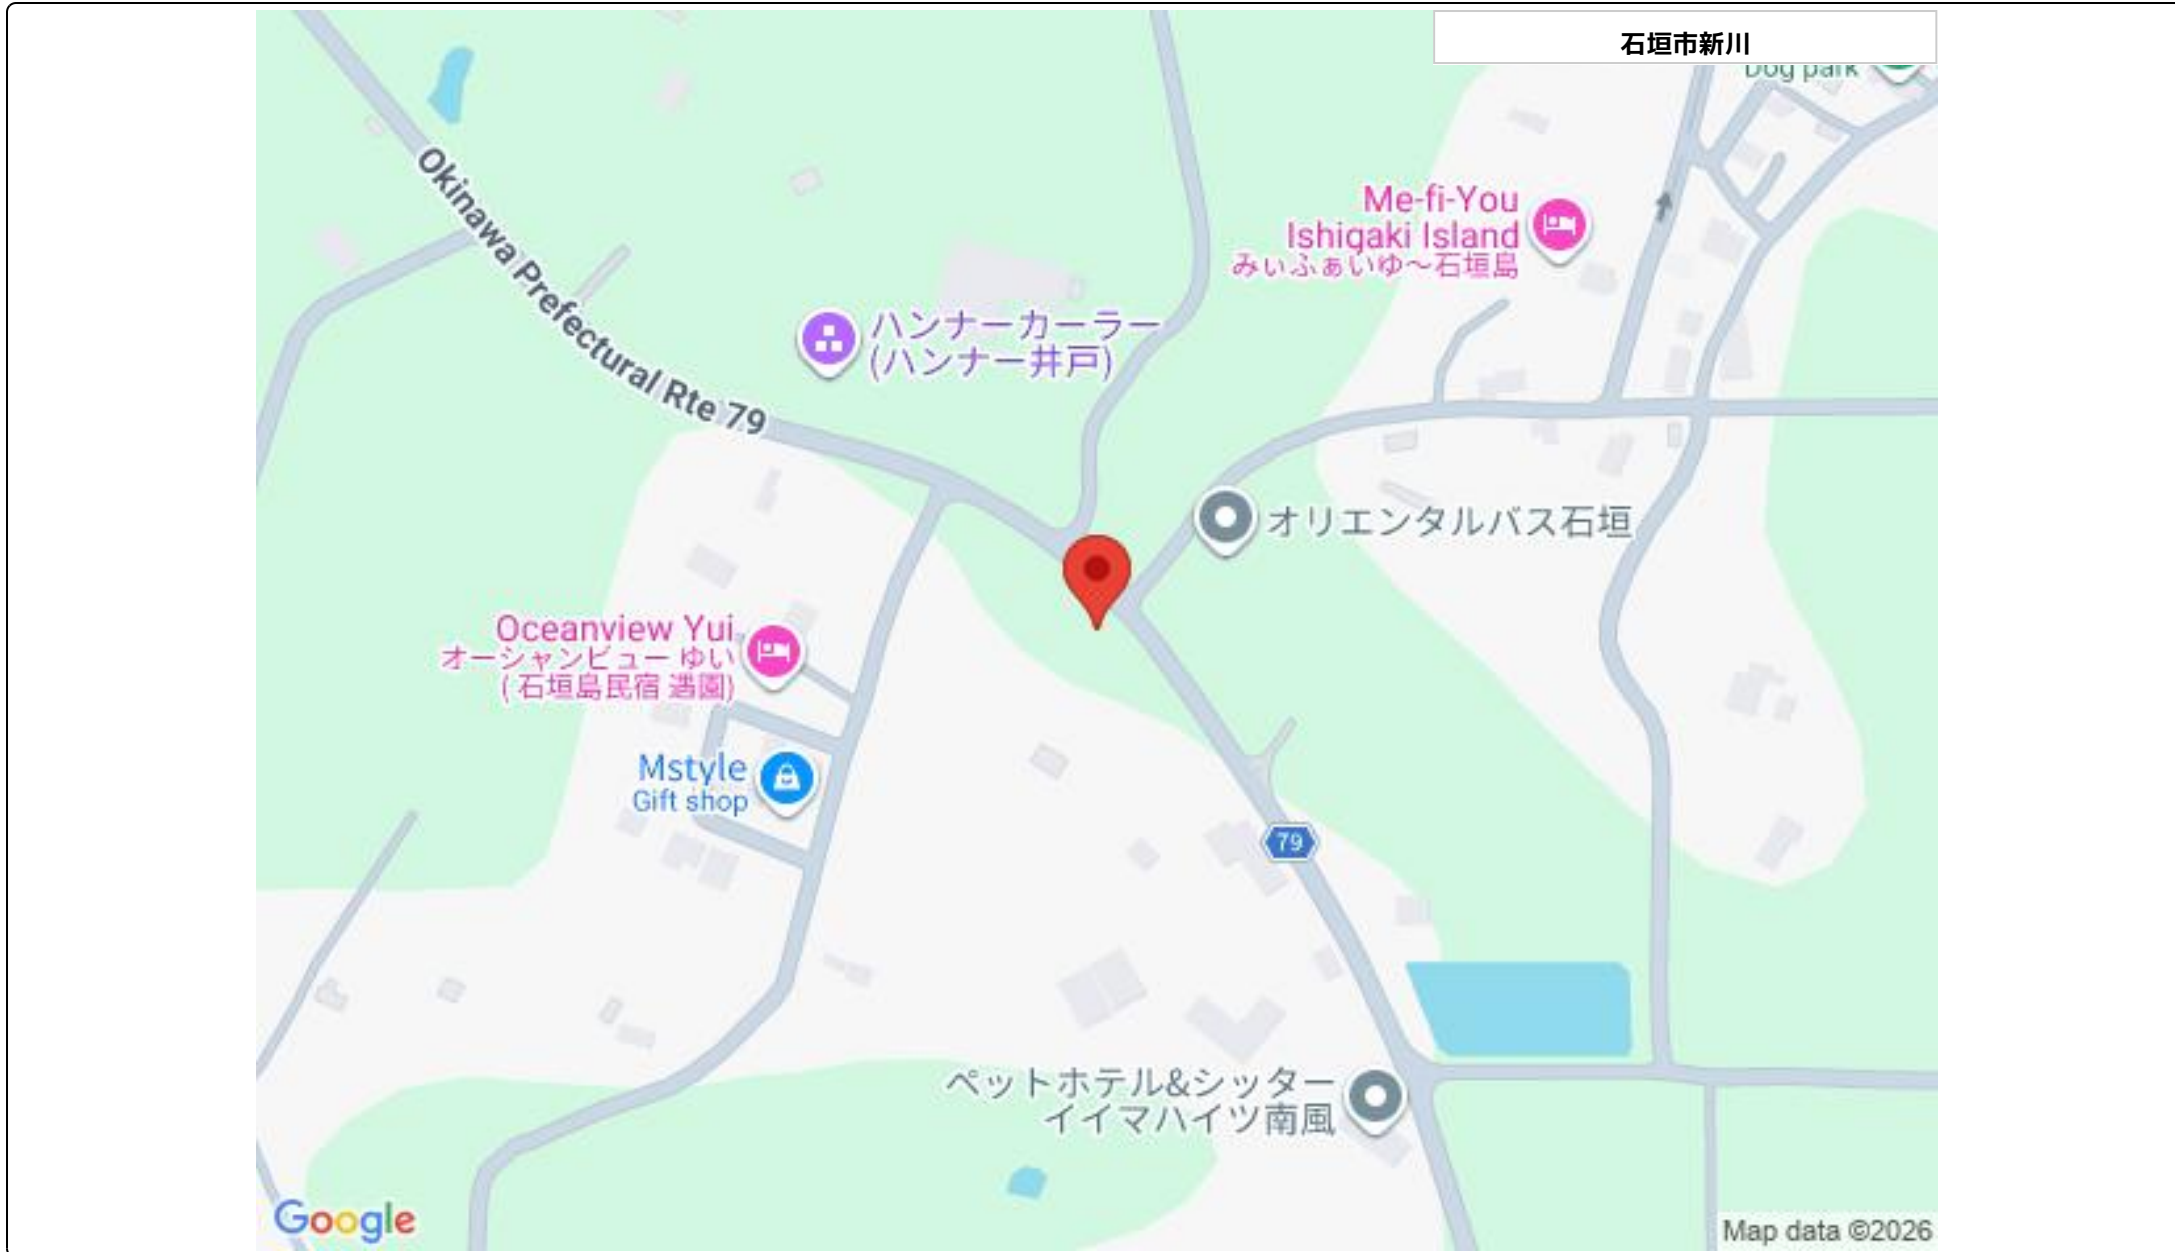 石垣市新川
Dog park
Okinawa Prefectural Rte 79
Me-fi-You
Ishigaki Island
みぃふぁいゆ～石垣島
ハンナーカーラー
(ハンナー井戸)
オリエンタルバス石垣
Oceanview Yui
オーシャンビュー ゆい
( 石垣島民宿 遇園)
Mstyle
Gift shop
79
ペットホテル&シッター
イイマハイツ南風
Google
Map data ©2026